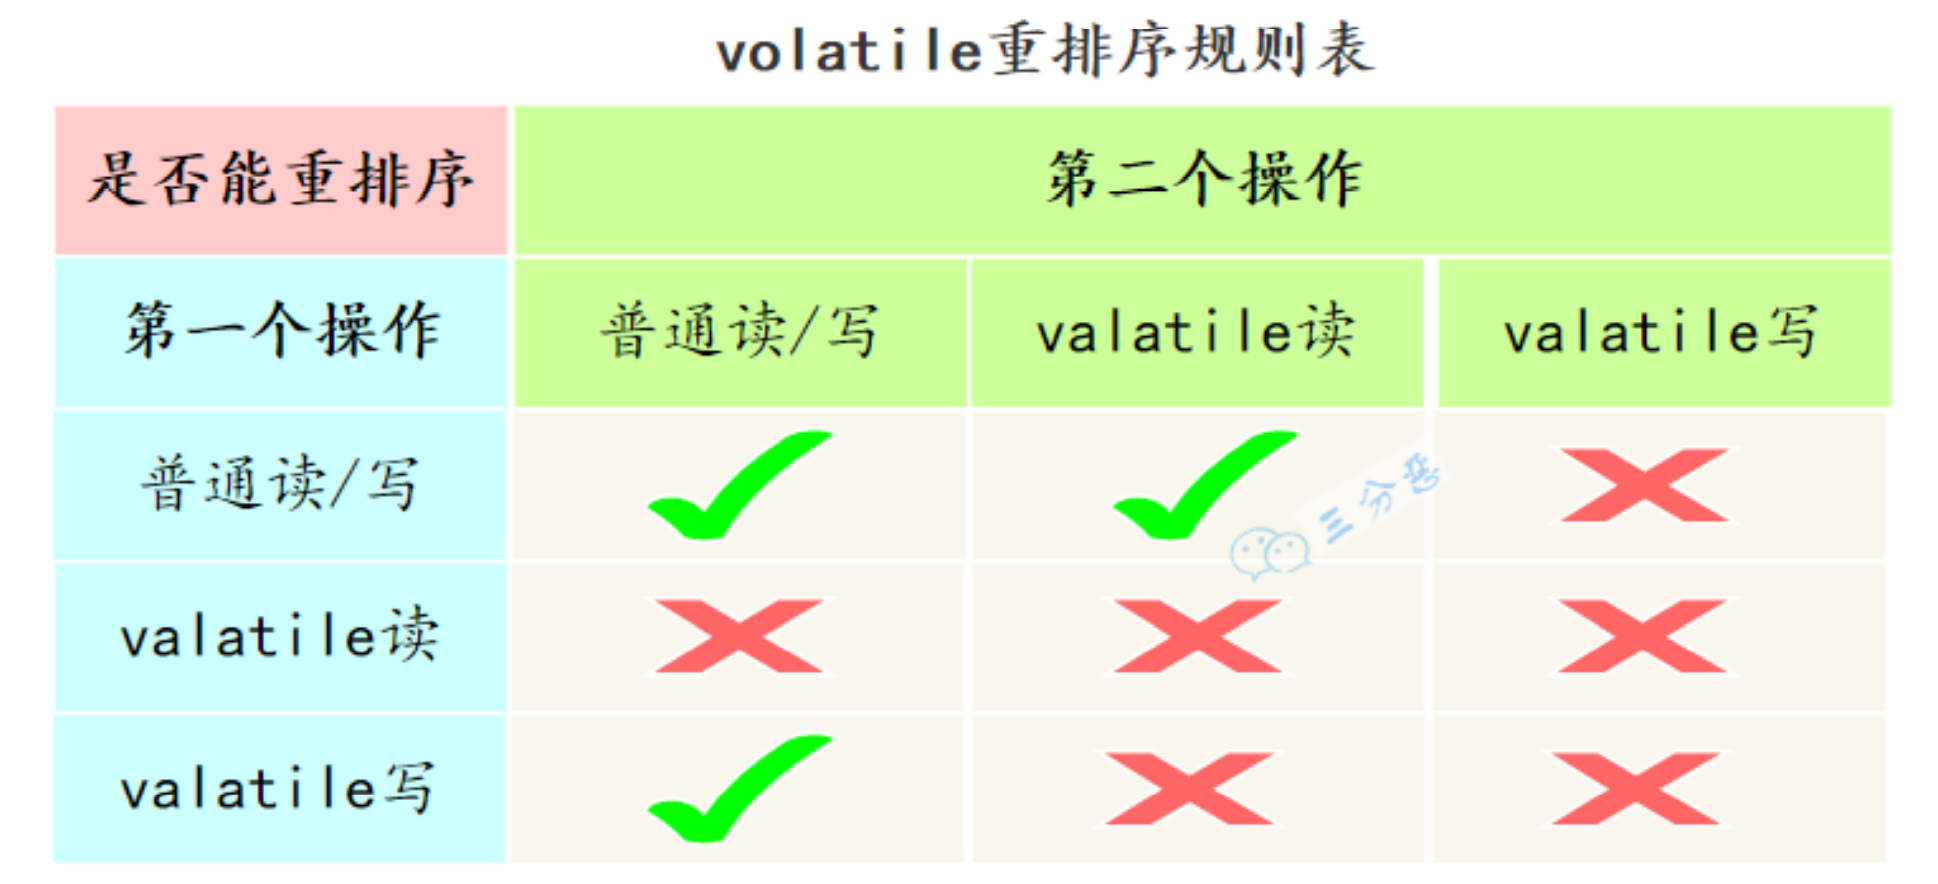 volatile重排序规则表
是否能重排序 第二个操作
第一个操作 普通读/写 valatile读 valatile写
普通读/写
三分恶
valatile读
valatile写